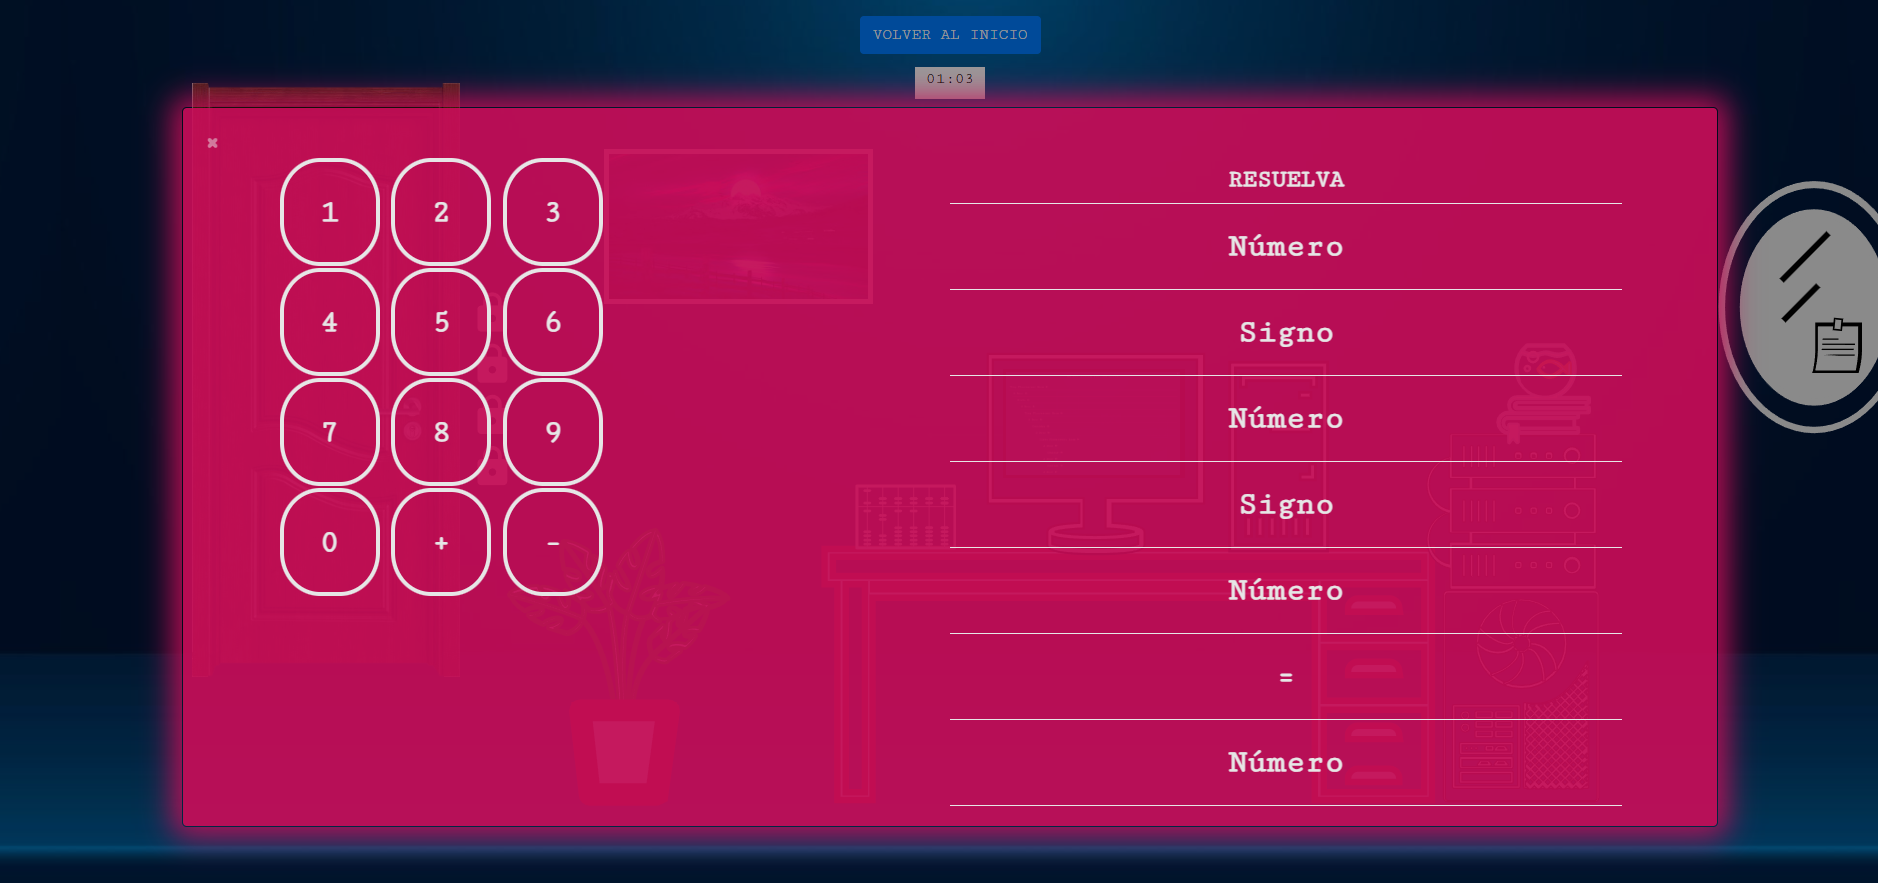 VOLVER AL INICIO
01:03
1 2 3
4 5 6
7 8 9
0 + -
RESUELVA
Número
Signo
Número
Signo
Número
=
Número